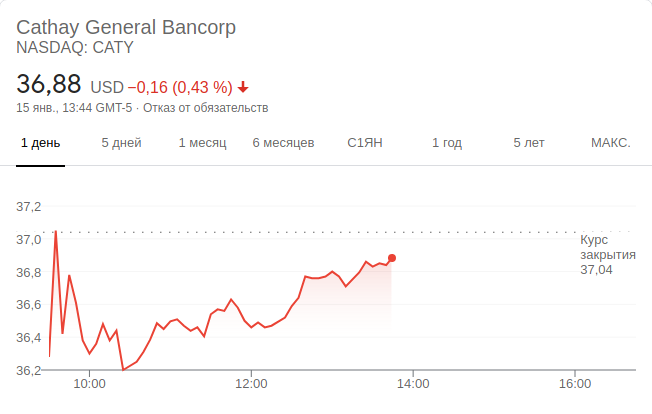 Cathay General Bancorp
NASDAQ: CATY
36,88 USD −0,16 (0,43 %)
15 янв., 13:44 GMT-5 · Отказ от обязательств
1 день 5 дней 1 месяц 6 месяцев С1ЯН 1 год 5 лет МАКС.
37,2
37,0
36,8
36,6
36,4
36,2
Курс
закрытия
37,04
10:00 12:00 14:00 16:00